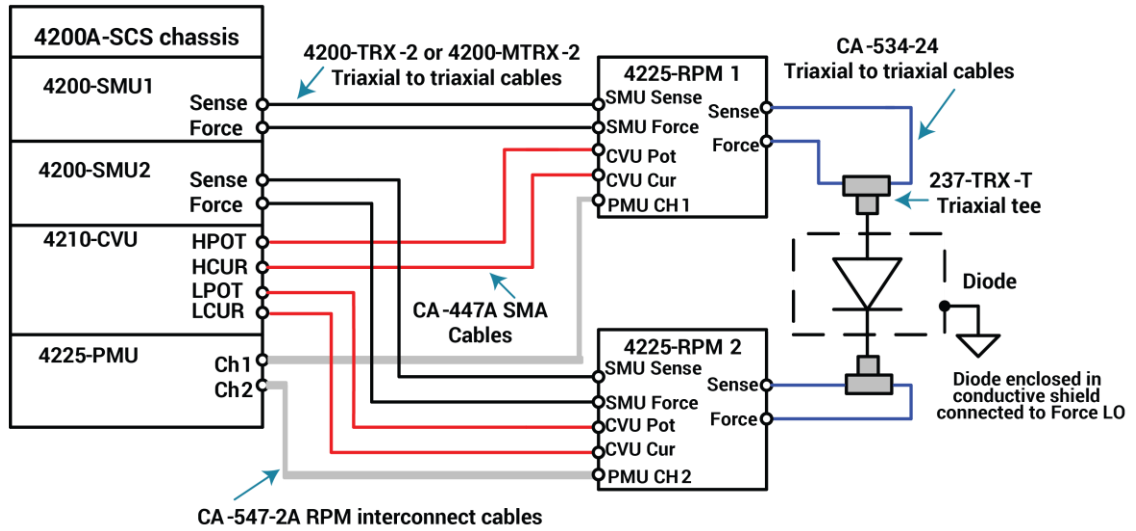 4200A-SCS chassis
4200-SMU1
Sense
Force
4200-SMU2
Sense
Force
4210-CVU
HPOT
HCUR
LPOT
LCUR
4225-PMU
Ch1
Ch2
4200-TRX-2 or 4200-MTRX-2
Triaxial to triaxial cables
CA-447A SMA
Cables
CA-547-2A RPM interconnect cables
4225-RPM 1
SMU Sense
SMU Force
CVU Pot
CVU Cur
PMU CH1
Sense
Force
4225-RPM 2
SMU Sense
SMU Force
CVU Pot
CVU Cur
PMU CH2
Sense
Force
CA-534-24
Triaxial to triaxial cables
237-TRX-T
Triaxial tee
Diode
Diode enclosed in
conductive shield
connected to Force LO